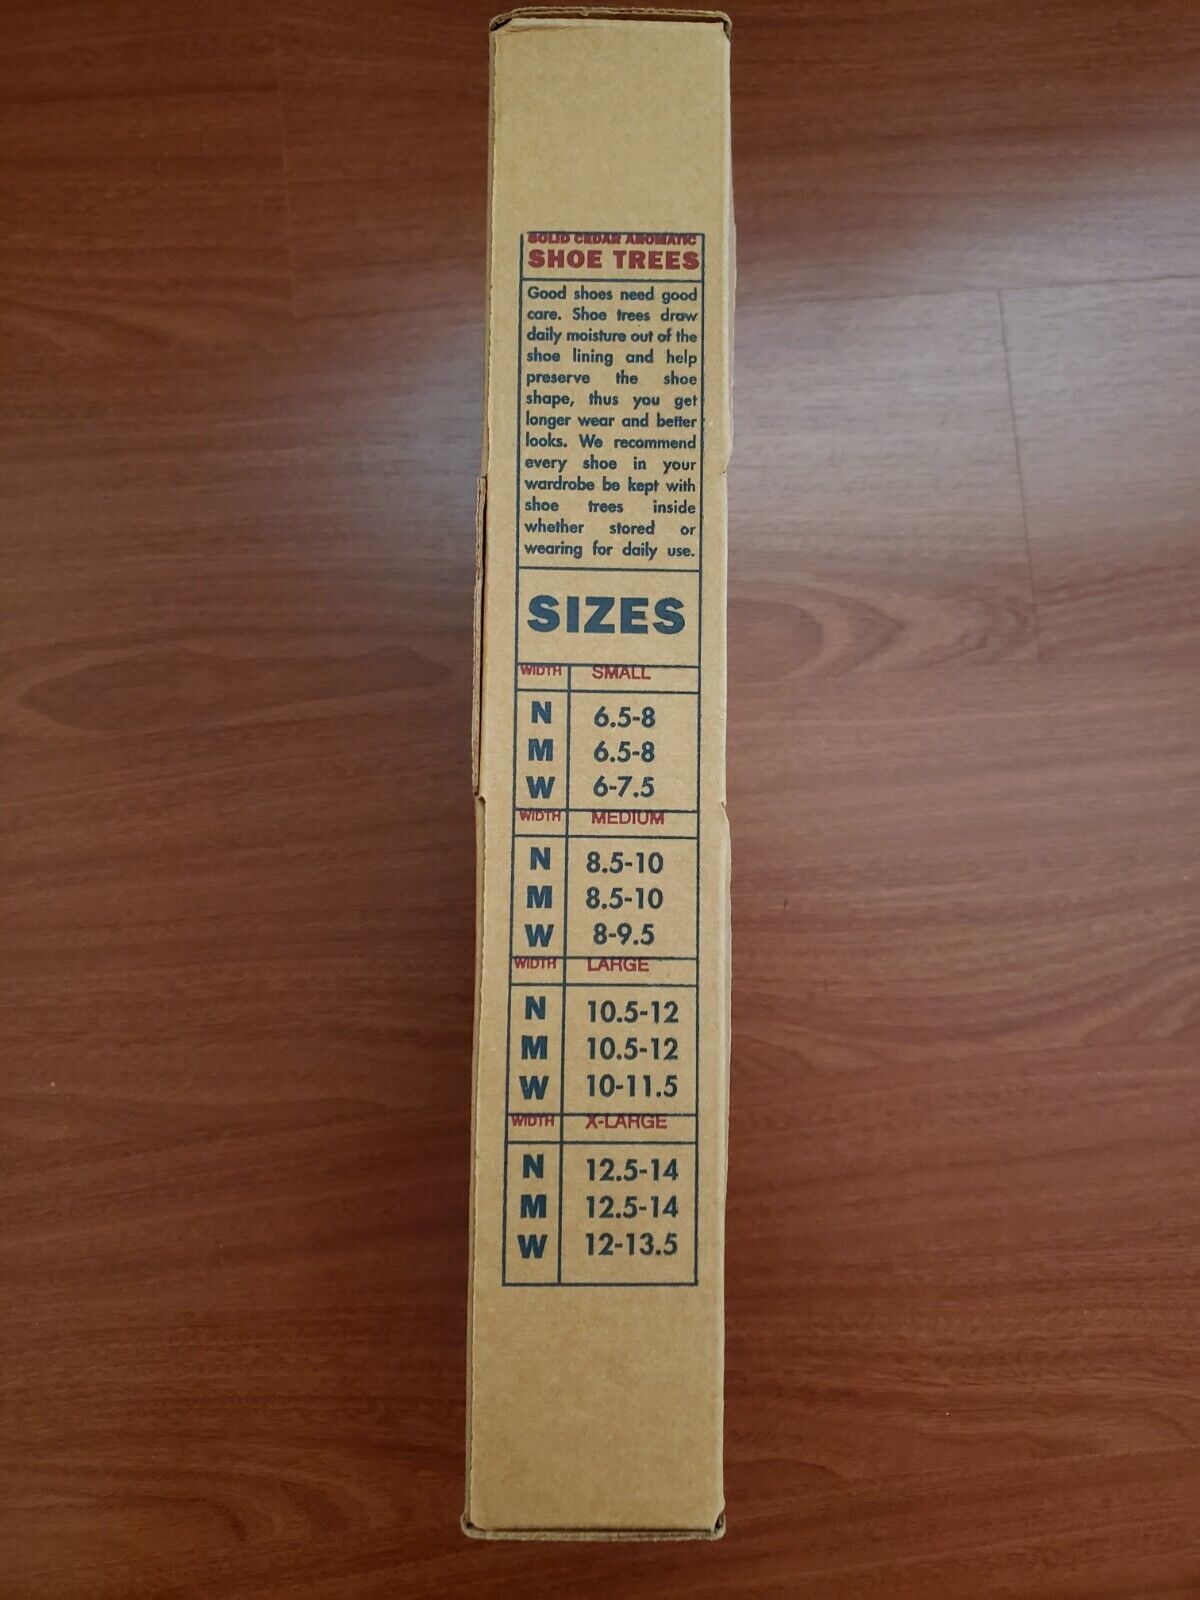 SOLID CEDAR AROMATIC
SHOE TREES
Good shoes need good
care. Shoe trees draw
daily moisture out of the
shoe lining and help
preserve the shoe
shape, thus you get
longer wear and better
looks. We recommend
every shoe in your
wardrobe be kept with
shoe trees inside
whether stored or
wearing for daily use.
SIZES
WIDTH SMALL
N 6.5-8
M 6.5-8
W 6-7.5
WIDTH MEDIUM
N 8.5-10
M 8.5-10
W 8-9.5
WIDTH LARGE
N 10.5-12
M 10.5-12
W 10-11.5
WIDTH X-LARGE
N 12.5-14
M 12.5-14
W 12-13.5